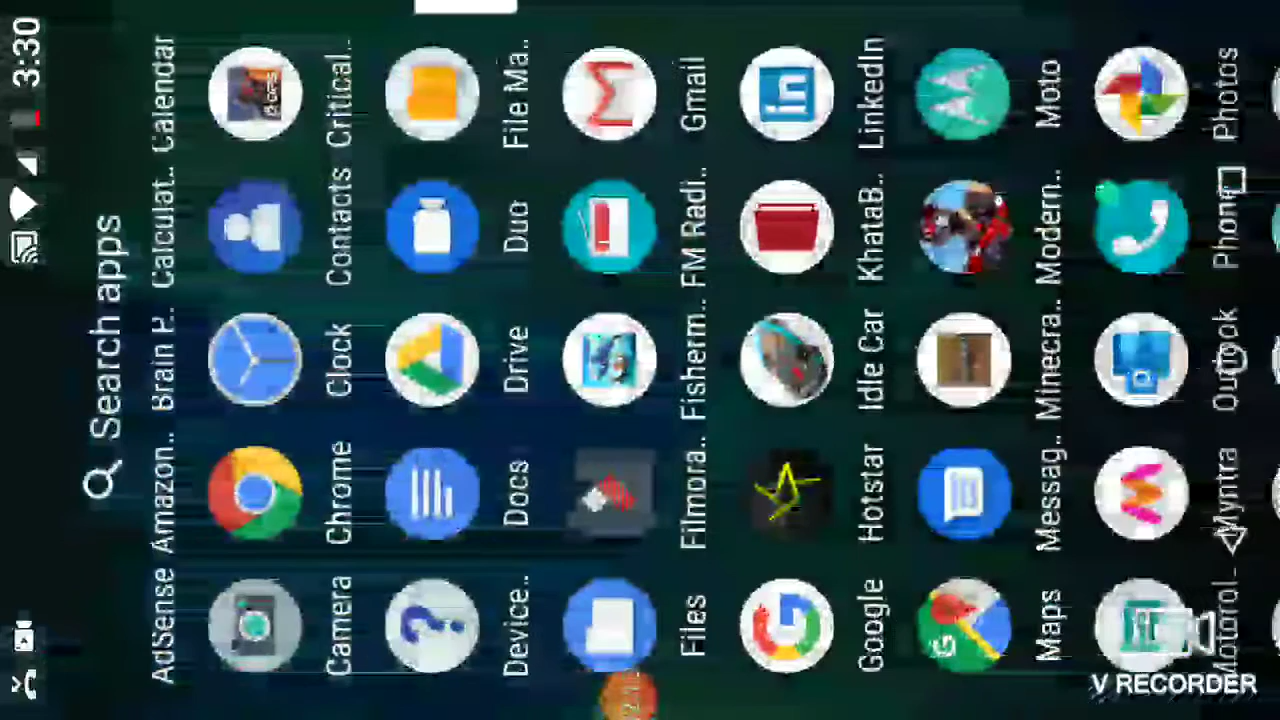 3:30
Search apps
AdSense Amazon.. Brain P.. Calculat.. Calendar
Camera Chrome Clock Contacts Critical..
Device.. Docs Drive Duo File Ma..
Files Filmora.. Fisherm.. FM Radi.. Gmail
Google Hotstar Idle Car KhataB.. LinkedIn
Maps Messag.. Minecra.. Modern.. Moto
Motorol.. Myntra Outlook Phone Photos
V RECORDER